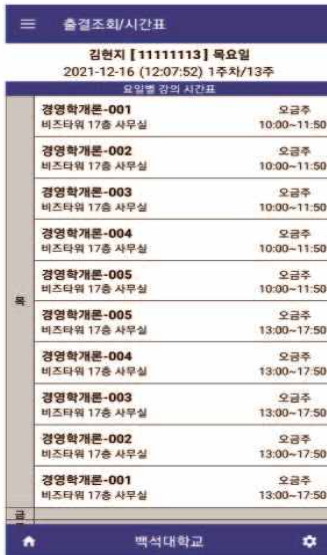 출결조회/시간표
김현지 [11111113] 목요일
2021-12-16 (12:07:52) 1주차/13주
요일별 강의 시간표
목
경영학개론-001 오금주
비즈타워 17층 사무실 10:00~11:50
경영학개론-002 오금주
비즈타워 17층 사무실 10:00~11:50
경영학개론-003 오금주
비즈타워 17층 사무실 10:00~11:50
경영학개론-004 오금주
비즈타워 17층 사무실 10:00~11:50
경영학개론-005 오금주
비즈타워 17층 사무실 10:00~11:50
경영학개론-005 오금주
비즈타워 17층 사무실 13:00~17:50
경영학개론-004 오금주
비즈타워 17층 사무실 13:00~17:50
경영학개론-003 오금주
비즈타워 17층 사무실 13:00~17:50
경영학개론-002 오금주
비즈타워 17층 사무실 13:00~17:50
경영학개론-001 오금주
비즈타워 17층 사무실 13:00~17:50
금
백석대학교